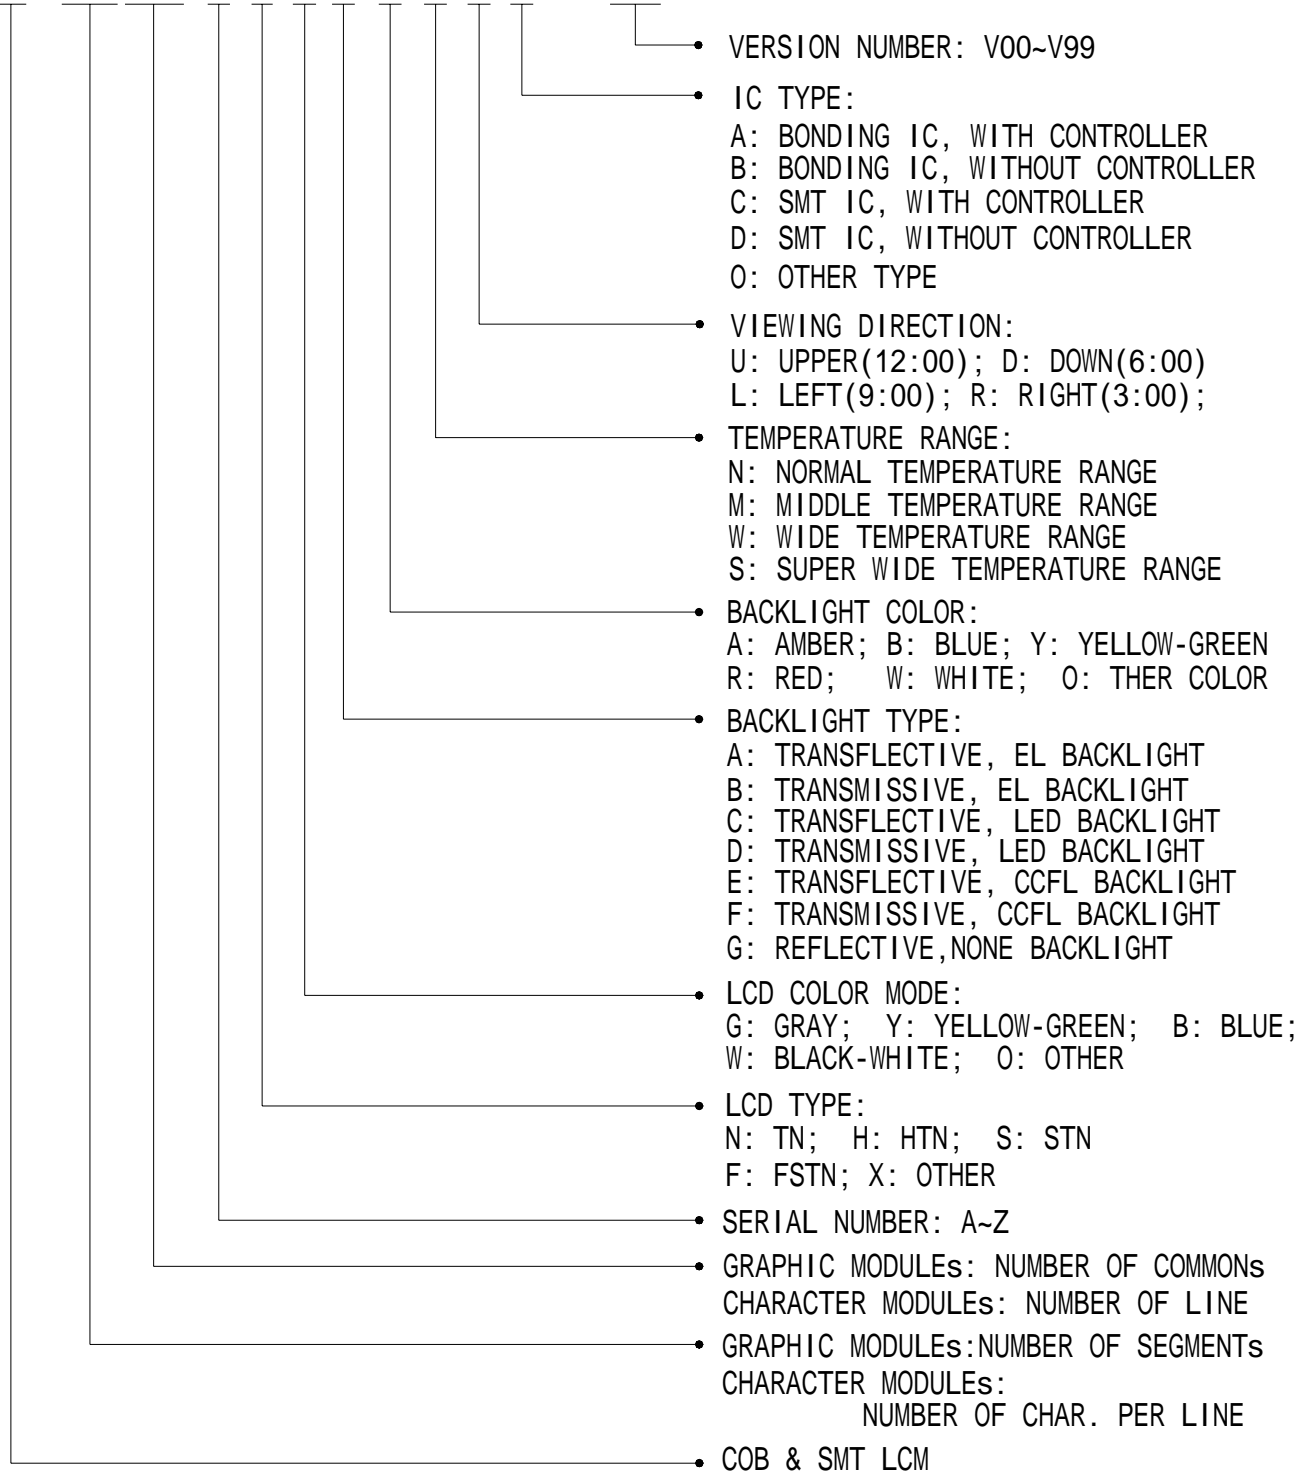 VERSION NUMBER: V00~V99
IC TYPE:
A: BONDING IC, WITH CONTROLLER
B: BONDING IC, WITHOUT CONTROLLER
C: SMT IC, WITH CONTROLLER
D: SMT IC, WITHOUT CONTROLLER
O: OTHER TYPE
VIEWING DIRECTION:
U: UPPER(12:00); D: DOWN(6:00)
L: LEFT(9:00); R: RIGHT(3:00);
TEMPERATURE RANGE:
N: NORMAL TEMPERATURE RANGE
M: MIDDLE TEMPERATURE RANGE
W: WIDE TEMPERATURE RANGE
S: SUPER WIDE TEMPERATURE RANGE
BACKLIGHT COLOR:
A: AMBER; B: BLUE; Y: YELLOW-GREEN
R: RED; W: WHITE; O: THER COLOR
BACKLIGHT TYPE:
A: TRANSFLECTIVE, EL BACKLIGHT
B: TRANSMISSIVE, EL BACKLIGHT
C: TRANSFLECTIVE, LED BACKLIGHT
D: TRANSMISSIVE, LED BACKLIGHT
E: TRANSFLECTIVE, CCFL BACKLIGHT
F: TRANSMISSIVE, CCFL BACKLIGHT
G: REFLECTIVE,NONE BACKLIGHT
LCD COLOR MODE:
G: GRAY; Y: YELLOW-GREEN; B: BLUE;
W: BLACK-WHITE; O: OTHER
LCD TYPE:
N: TN; H: HTN; S: STN
F: FSTN; X: OTHER
SERIAL NUMBER: A~Z
GRAPHIC MODULEs: NUMBER OF COMMONs
CHARACTER MODULEs: NUMBER OF LINE
GRAPHIC MODULEs:NUMBER OF SEGMENTs
CHARACTER MODULEs:
NUMBER OF CHAR. PER LINE
COB & SMT LCM